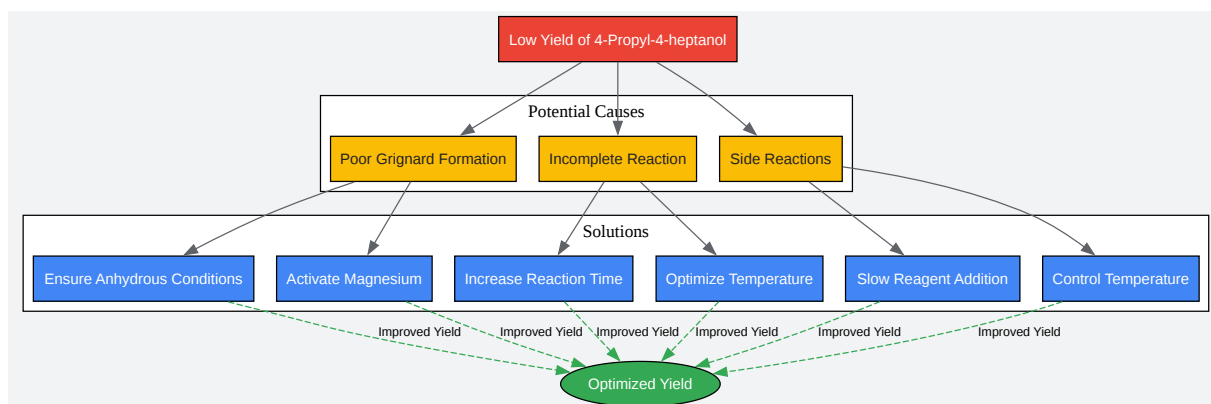 Low Yield of 4-Propyl-4-heptanol
Potential Causes
Poor Grignard Formation
Incomplete Reaction
Side Reactions
Solutions
Ensure Anhydrous Conditions
Activate Magnesium
Increase Reaction Time
Optimize Temperature
Slow Reagent Addition
Control Temperature
Improved Yield
Improved Yield
Improved Yield
Improved Yield
Improved Yield
Improved Yield
Optimized Yield